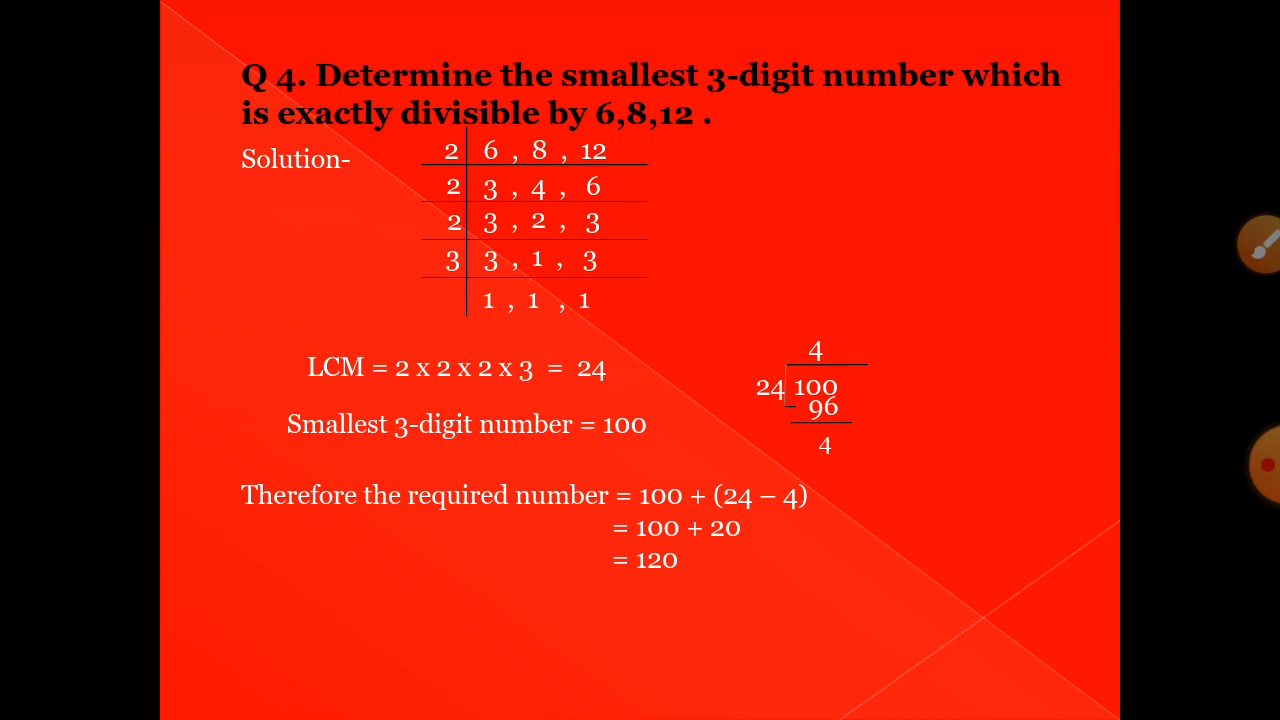 Q 4. Determine the smallest 3-digit number which
is exactly divisible by 6,8,12 .
Solution-
2 6 , 8 , 12
2 3 , 4 , 6
2 3 , 2 , 3
3 3 , 1 , 3
1 , 1 , 1
LCM = 2 x 2 x 2 x 3 = 24
Smallest 3-digit number = 100
4
24 100
– 96
4
Therefore the required number = 100 + (24 – 4)
= 100 + 20
= 120